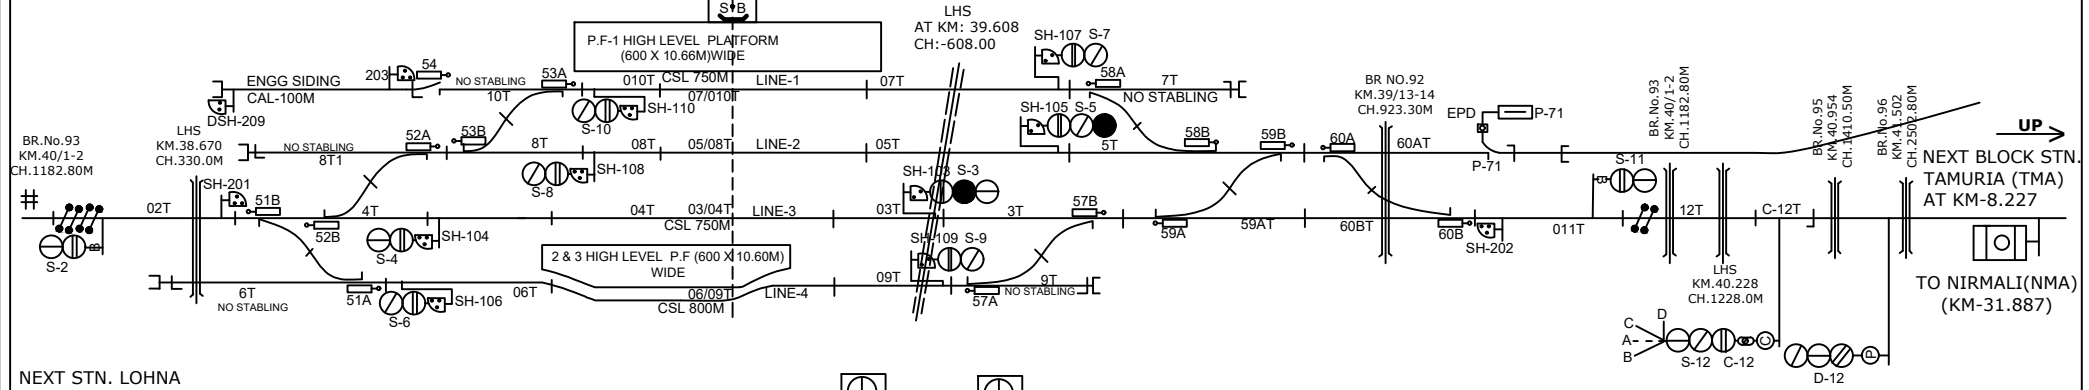 S B
LHS
AT KM: 39.608
CH:-608.00
P.F-1 HIGH LEVEL PLATFORM
(600 X 10.66M)WIDE
SH-107 S-7
ENGG SIDING
CAL-100M
203
54
NO STABLING
10T
53A
010T
CSL 750M
07/010T
LINE-1
07T
58A
7T
NO STABLING
DSH-209
S-10
SH-110
SH-105 S-5
BR NO.92
KM.39/13-14
CH.923.30M
EPD
P-71
P-71
BR.No.93
KM.40/1-2
CH.1182.80M
BR.No.95
KM.40.954
CH.1410.50M
BR.No.96
KM.41.502
CH.2502.80M
UP
NEXT BLOCK STN.
TAMURIA (TMA)
AT KM-8.227
BR.NO.93
KM.40/1-2
CH.1182.80M
LHS
KM.38.670
CH.330.0M
NO STABLING
8T1
52A
53B
8T
08T
05/08T
LINE-2
05T
5T
58B
59B
60A
60AT
S-8
SH-108
SH-103 S-3
S-11
B
SH-201
02T
51B
52B
4T
S-4
SH-104
04T
03/04T
CSL 750M
LINE-3
03T
3T
57B
59A
59AT
60BT
60B
SH-202
011T
12T
C-12T
S-2
B
2 & 3 HIGH LEVEL P.F (600 X 10.60M)
WIDE
SH-109 S-9
6T
NO STABLING
51A
S-6
SH-106
06T
06/09T
CSL 800M
LINE-4
09T
57A
9T
NO STABLING
LHS
KM.40.228
CH.1228.0M
TO NIRMALI(NMA)
(KM-31.887)
D
C
A
B
S-12
C-12
C
P
D-12
NEXT STN. LOHNA